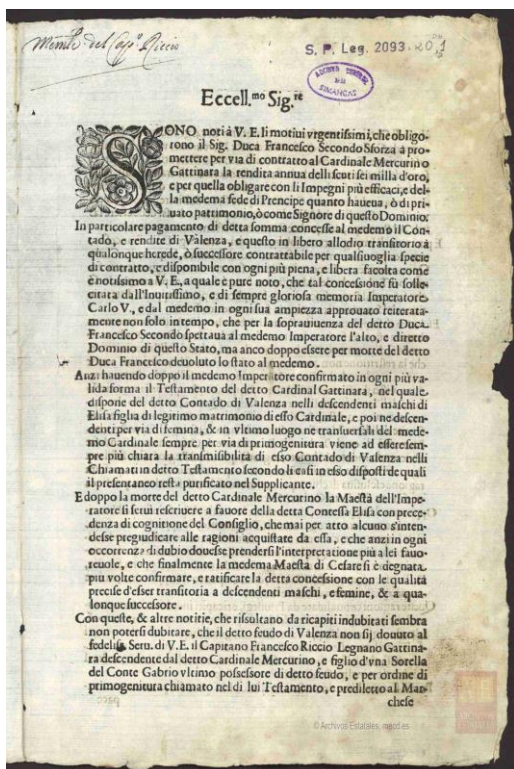 Memle del Capo Riccio
S. P. Leg. 2093.-20,1
ARCHIVO GENERAL
DE
SIMANCAS
Eccell.mo Sig.re
SONO noti à V. E. li motiui vrgentissimi, che obligo-
rono il Sig. Duca Francesco Secondo Sforza a pro-
mettere per via di contratto al Cardinale Mercurino
Gattinara la rendita annua delli scuti sei milla d'oro,
e per quella obligare con li Impegni più efficaci, e del-
la medema fede di Prencipe quanto haueua, ò di pri-
uato patrimonio, ò come Signore di questo Dominio.
In particolare pagamento di detta somma concesse al medemo il Con-
tado, e rendite di Valenza, e questo in libero allodio transitorio à
qualonque herede, ò successore contrattabile per qualsiuoglia specie
di contratto, e disponibile con ogni più piena, e libera facolta come
è notissimo a V. E., a quale è pure noto, che tal concessione fù solle-
citata dall'Inuittissimo, e di sempre gloriosa memoria Imperatore
Carlo V., e dal medemo in ogni sua ampiezza approuato reiterata-
mente non solo in tempo, che per la soprauiuenza del detto Duca
Francesco Secondo spettaua al medemo Imperatore l'alto, e diretto
Dominio di questo Stato, ma anco doppo essere per morte del detto
Duca Francesco deuoluto lo stato al medemo.
Anzi hauendo doppo il medemo Imperatore confirmato in ogni più va-
lida forma il Testamento del detto Cardinal Gattinara, nel quale
dispone del detto Contado di Valenza nelli descendenti maschi di
Elisa figlia di legitimo matrimonio di esso Cardinale, e poi ne descen-
denti per via di femina, & in vltimo luogo ne transuersali del mede-
mo Cardinale sempre per via di primogenitura viene ad essere sem-
pre più chiara la transmisibilita di esso Contado di Valenza nelli
Chiamati in detto Testamento secondo li casi in esso disposti de quali
il presentaneo resta purificato nel Supplicante.
E doppo la morte del detto Cardinale Mercurino la Maestà dell'Impe-
ratore si seruì rescriuere a fauore della detta Contessa Elisa con prece-
denza di cognitione del Consiglio, che mai per atto alcuno s'inten-
desse pregiudicare alle ragioni acquistate da essa, e che anzi in ogni
occorrenza di dubio douesse prendersi l'interpretatione più a lei fauo-
reuole, e che finalmente la medema Maestà di Cesare si è degnata
più volte confirmare, e ratificare la detta concessione con le qualità
precise d'esser transitoria a descendenti maschi, e femine, & a qua-
lonque successore.
Con queste, & altre notitie, che risultano da ricapiti indubitati sembra
non potersi dubitare, che il detto feudo di Valenza non sij douuto al
fedeliss. Seru. di V. E. il Capitano Francesco Riccio Legnano Gattina-
ra descendente dal detto Cardinale Mercurino, e figlio d'vna Sorella
del Conte Gabrio vltimo possessore di detto feudo, e per ordine di
primogenitura chiamato nel di lui Testamento, e prediletto al Mar-
chese
© Archivos Estatales, mecd.es